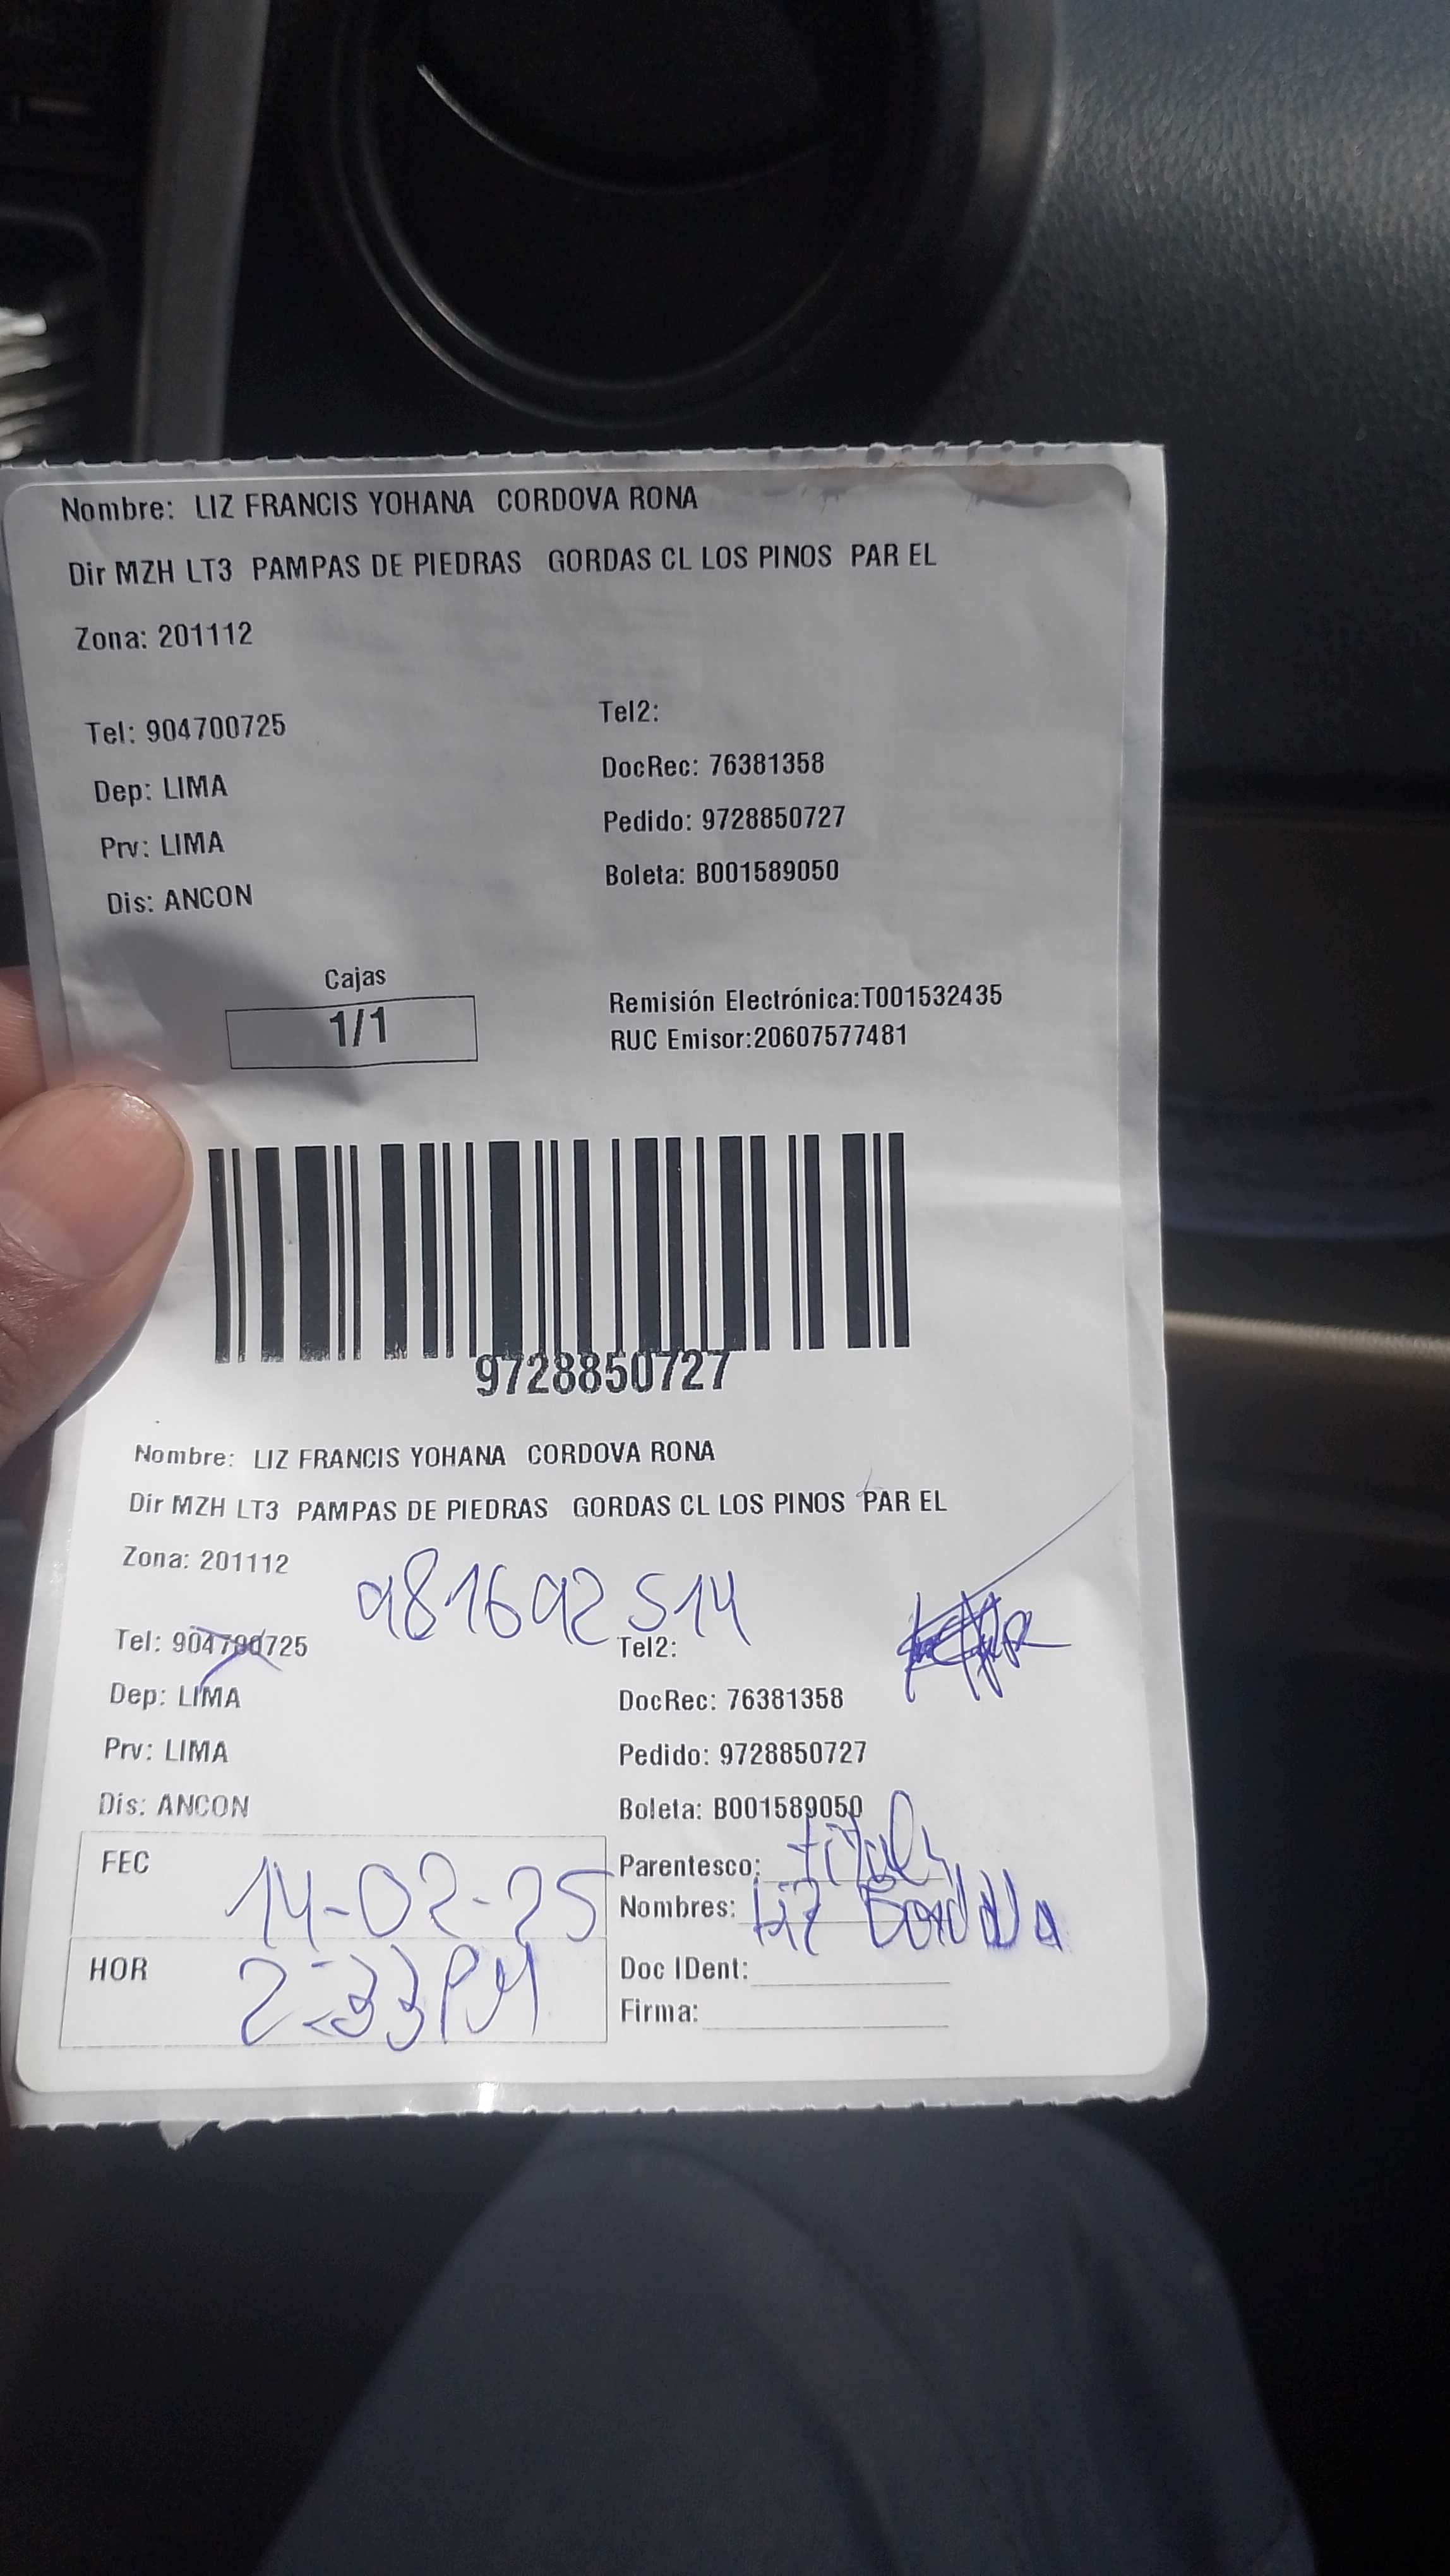 Nombre: LIZ FRANCIS YOHANA CORDOVA RONA
Dir MZH LT3 PAMPAS DE PIEDRAS GORDAS CL LOS PINOS PAR EL
Zona: 201112
Tel: 904700725 Tel2:
DocRec: 76381358
Dep: LIMA
Pedido: 9728850727
Prv: LIMA
Boleta: B001589050
Dis: ANCON
Cajas
1/1
Remisión Electrónica:T001532435
RUC Emisor:20607577481
9728850727
Nombre: LIZ FRANCIS YOHANA CORDOVA RONA
Dir MZH LT3 PAMPAS DE PIEDRAS GORDAS CL LOS PINOS PAR EL
Zona: 201112
981692514
Tel: 904700725 Tel2:
Dep: LIMA DocRec: 76381358
Prv: LIMA Pedido: 9728850727
Dis: ANCON Boleta: B001589050
FEC 14-02-25
Parentesco: titular
Nombres: Liz
HOR 2:33 PM
Doc IDent:
Firma: